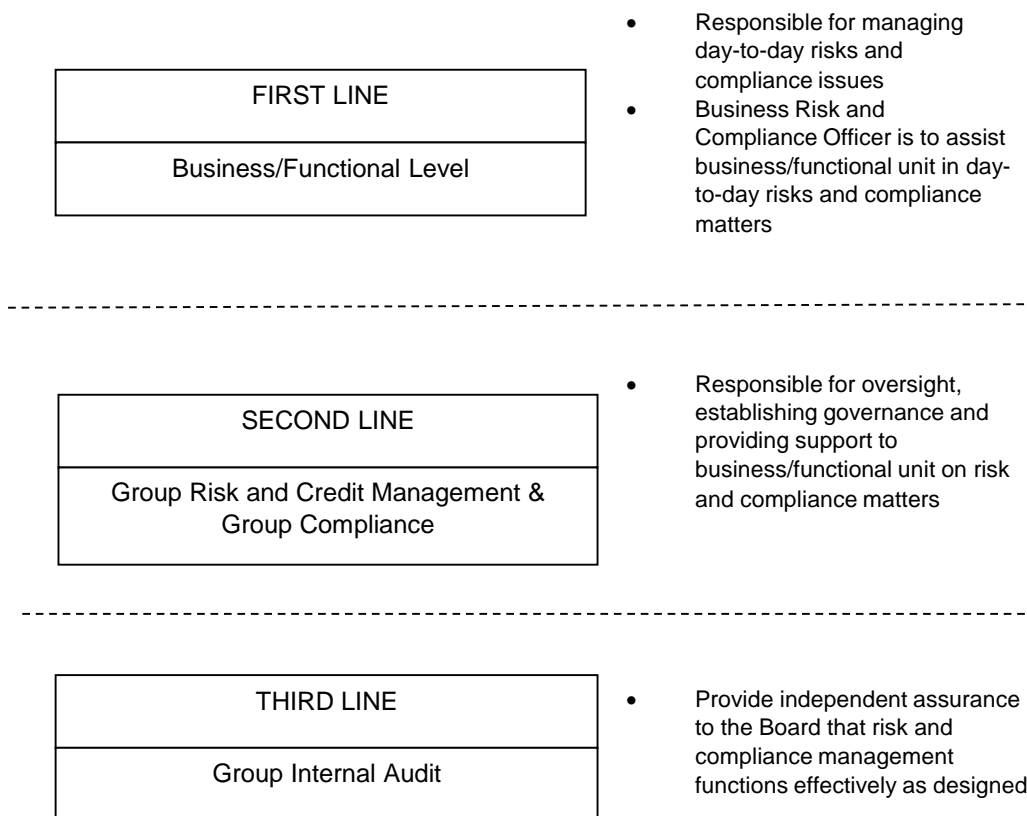 FIRST LINE
Business/Functional Level
• Responsible for managing
day-to-day risks and
compliance issues
• Business Risk and
Compliance Officer is to assist
business/functional unit in day-
to-day risks and compliance
matters
SECOND LINE
Group Risk and Credit Management &
Group Compliance
• Responsible for oversight,
establishing governance and
providing support to
business/functional unit on risk
and compliance matters
THIRD LINE
Group Internal Audit
• Provide independent assurance
to the Board that risk and
compliance management
functions effectively as designed